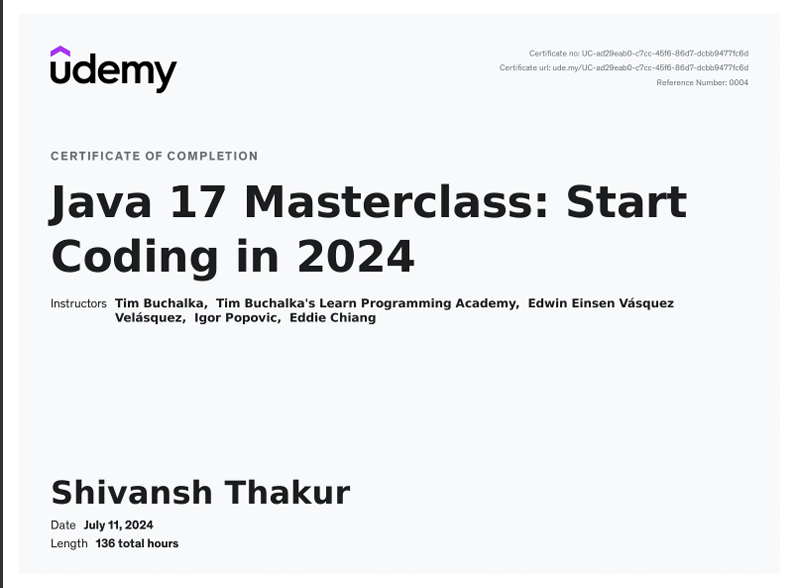 udemy
Certificate no: UC-ad29eab0-c7cc-45f6-86d7-dcbb9477fc6d
Certificate url: ude.my/UC-ad29eab0-c7cc-45f6-86d7-dcbb9477fc6d
Reference Number: 0004
CERTIFICATE OF COMPLETION
Java 17 Masterclass: Start
Coding in 2024
Instructors Tim Buchalka, Tim Buchalka's Learn Programming Academy, Edwin Einsen Vásquez
Velásquez, Igor Popovic, Eddie Chiang
Shivansh Thakur
Date July 11, 2024
Length 136 total hours